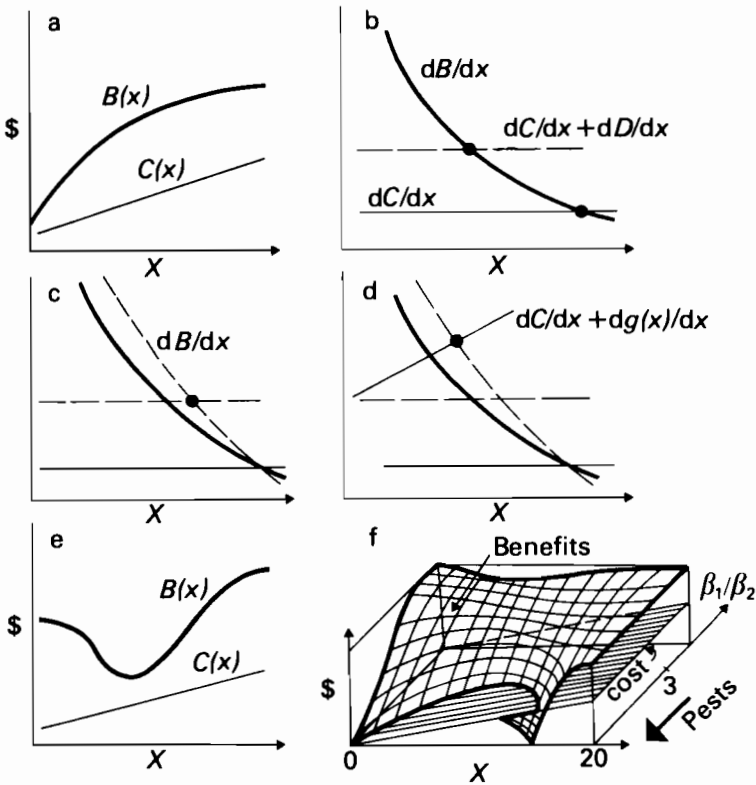 a
B(x)
$
C(x)
X
b
dB/dx
dC/dx + dD/dx
dC/dx
X
c
dB/dx
X
d
dC/dx + dg(x)/dx
X
e
B(x)
$
C(x)
X
f
Benefits
β₁/β₂
$
cost
3
Pests
0
20
X